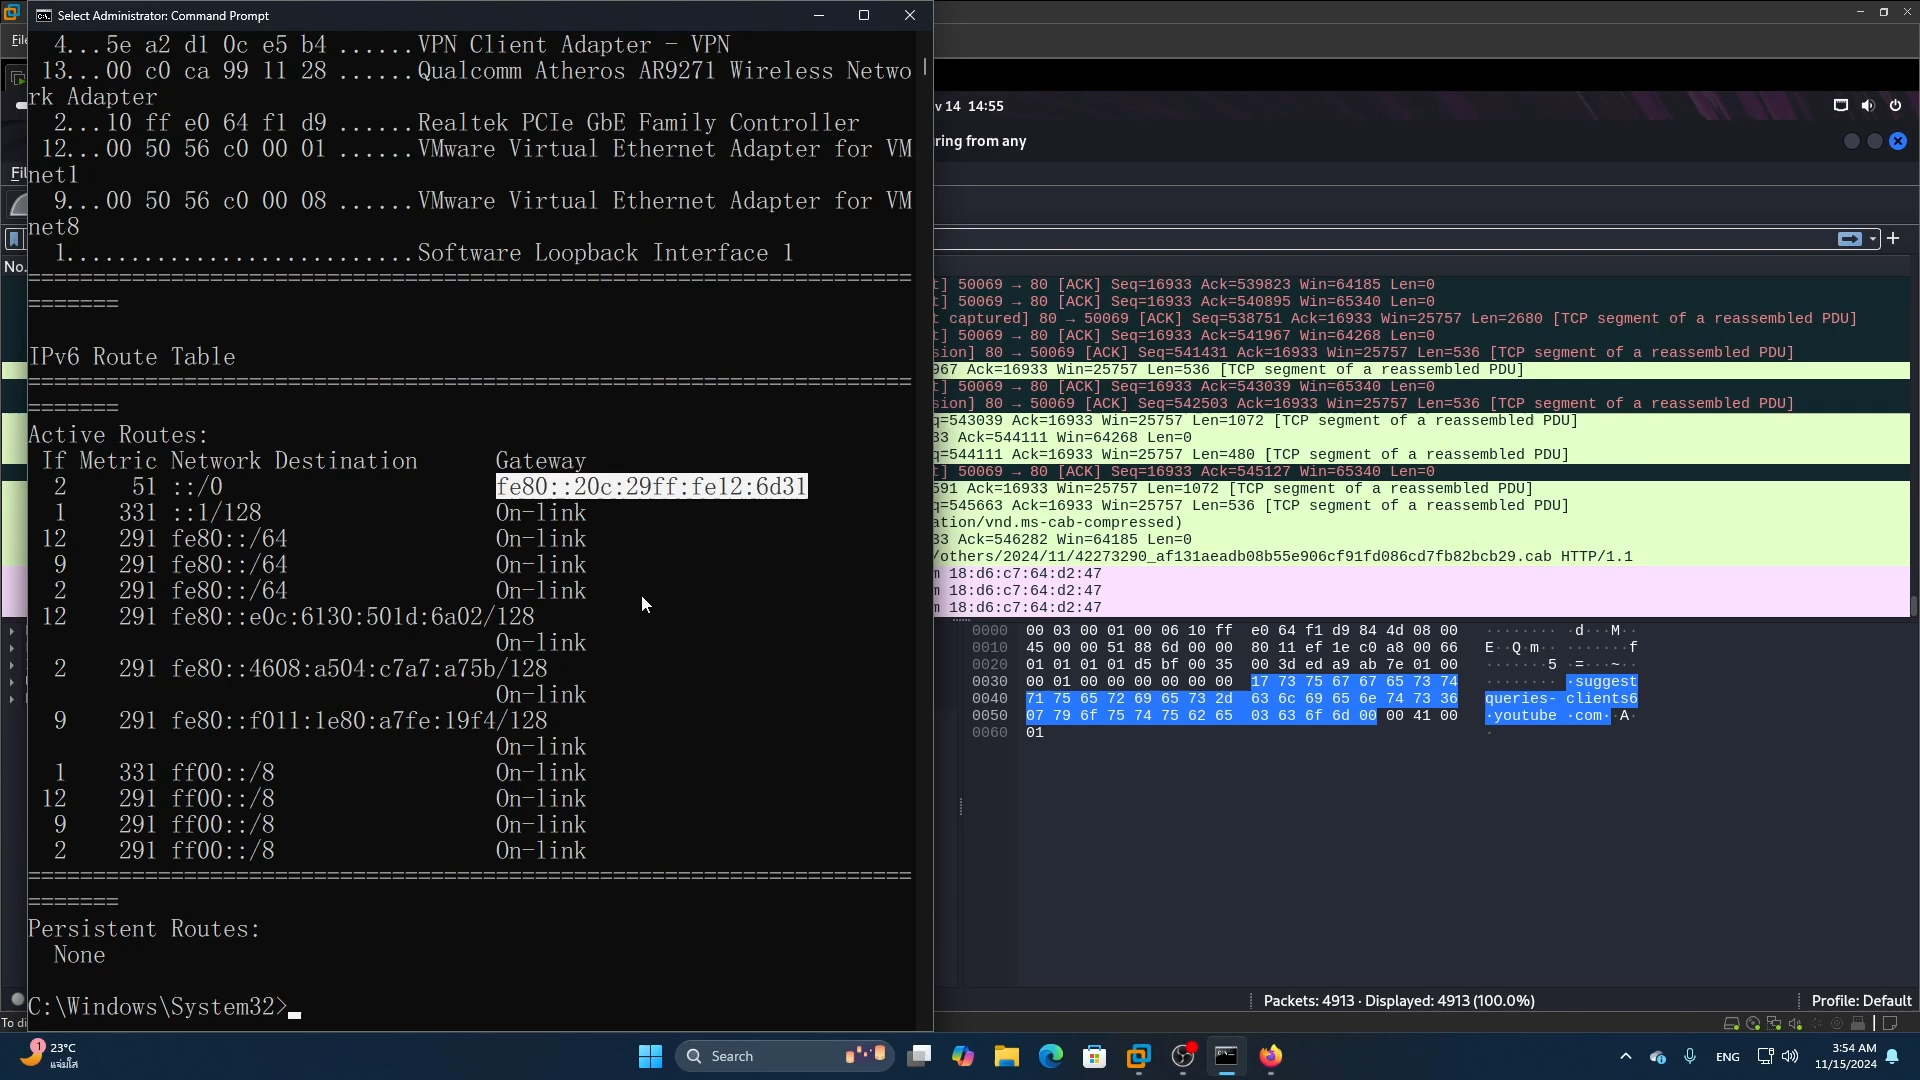 Select Administrator: Command Prompt
4...5e a2 d1 0c e5 b4 ......VPN Client Adapter - VPN
13...00 c0 ca 99 11 28 ......Qualcomm Atheros AR9271 Wireless Netwo
rk Adapter
2...10 ff e0 64 f1 d9 ......Realtek PCIe GbE Family Controller
12...00 50 56 c0 00 01 ......VMware Virtual Ethernet Adapter for VM
net1
9...00 50 56 c0 00 08 ......VMware Virtual Ethernet Adapter for VM
net8
1...........................Software Loopback Interface 1
===========================================================================
IPv6 Route Table
===========================================================================
Active Routes:
If Metric Network Destination      Gateway
2     51 ::/0                     fe80::20c:29ff:fe12:6d31
1    331 ::1/128                  On-link
12    291 fe80::/64                On-link
9    291 fe80::/64                On-link
2    291 fe80::/64                On-link
12    291 fe80::e0c:6130:501d:6a02/128
On-link
2    291 fe80::4608:a504:c7a7:a75b/128
On-link
9    291 fe80::f011:1e80:a7fe:19f4/128
On-link
1    331 ff00::/8                 On-link
12    291 ff00::/8                 On-link
9    291 ff00::/8                 On-link
2    291 ff00::/8                 On-link
===========================================================================
Persistent Routes:
None
C:\Windows\System32>
File
Fil
No.
To di
v 14 14:55
ring from any
t] 50069 → 80 [ACK] Seq=16933 Ack=539823 Win=64185 Len=0
t] 50069 → 80 [ACK] Seq=16933 Ack=540895 Win=65340 Len=0
t captured] 80 → 50069 [ACK] Seq=538751 Ack=16933 Win=25757 Len=2680 [TCP segment of a reassembled PDU]
t] 50069 → 80 [ACK] Seq=16933 Ack=541967 Win=64268 Len=0
sion] 80 → 50069 [ACK] Seq=541431 Ack=16933 Win=25757 Len=536 [TCP segment of a reassembled PDU]
967 Ack=16933 Win=25757 Len=536 [TCP segment of a reassembled PDU]
t] 50069 → 80 [ACK] Seq=16933 Ack=543039 Win=65340 Len=0
sion] 80 → 50069 [ACK] Seq=542503 Ack=16933 Win=25757 Len=536 [TCP segment of a reassembled PDU]
q=543039 Ack=16933 Win=25757 Len=1072 [TCP segment of a reassembled PDU]
33 Ack=544111 Win=64268 Len=0
q=544111 Ack=16933 Win=25757 Len=480 [TCP segment of a reassembled PDU]
t] 50069 → 80 [ACK] Seq=16933 Ack=545127 Win=65340 Len=0
591 Ack=16933 Win=25757 Len=1072 [TCP segment of a reassembled PDU]
q=545663 Ack=16933 Win=25757 Len=536 [TCP segment of a reassembled PDU]
ation/vnd.ms-cab-compressed)
33 Ack=546282 Win=64185 Len=0
/others/2024/11/42273290_af131aeadb08b55e906cf91fd086cd7fb82bcb29.cab HTTP/1.1
m 18:d6:c7:64:d2:47
m 18:d6:c7:64:d2:47
m 18:d6:c7:64:d2:47
0000 00 03 00 01 00 06 10 ff e0 64 f1 d9 84 4d 08 00 ········ ·d···M··
0010 45 00 00 51 88 6d 00 00 80 11 ef 1e c0 a8 00 66 E··Q·m·· ·······f
0020 01 01 01 01 d5 bf 00 35 00 3d ed a9 ab 7e 01 00 ·······5 ·=···~··
0030 00 01 00 00 00 00 00 00 17 73 75 67 67 65 73 74 ········ ·suggest
0040 71 75 65 72 69 65 73 2d 63 6c 69 65 6e 74 73 36 queries- clients6
0050 07 79 6f 75 74 75 62 65 03 63 6f 6d 00 00 41 00 ·youtube ·com··A·
0060 01 ·
Packets: 4913 · Displayed: 4913 (100.0%)
Profile: Default
1
23°C
แจ่มใส
Search
ENG
3:54 AM
11/15/2024